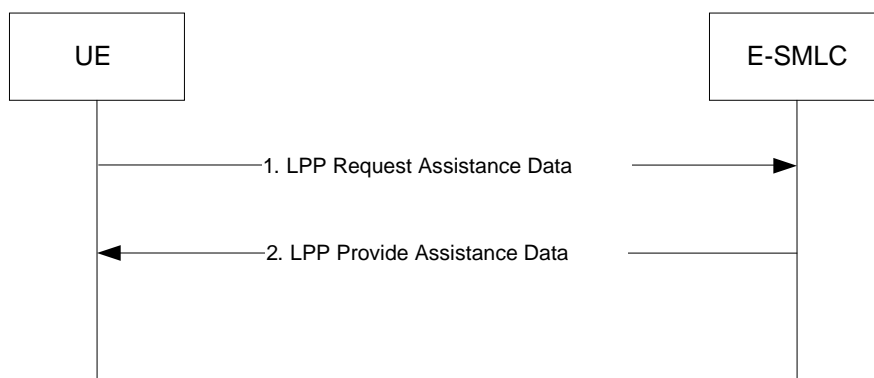 UE
E-SMLC
1. LPP Request Assistance Data
2. LPP Provide Assistance Data